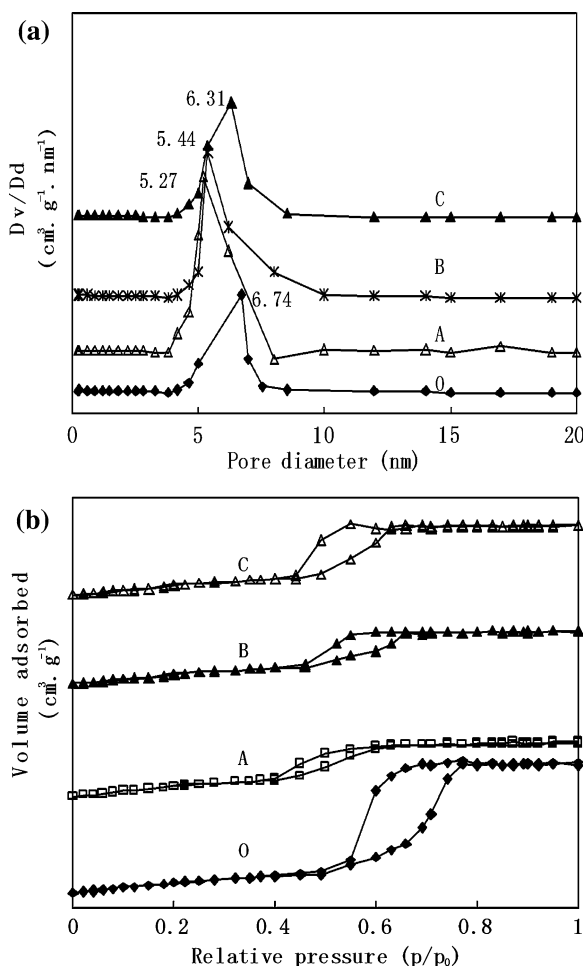 (a)
6.31
5.44
5.27
6.74
C
B
A
O
Dv/Dd
(cm³. g⁻¹. nm⁻¹)
0 5 10 15 20
Pore diameter (nm)
(b)
C
B
A
O
Volume adsorbed
(cm³. g⁻¹)
0 0.2 0.4 0.6 0.8 1
Relative pressure (p/p₀)